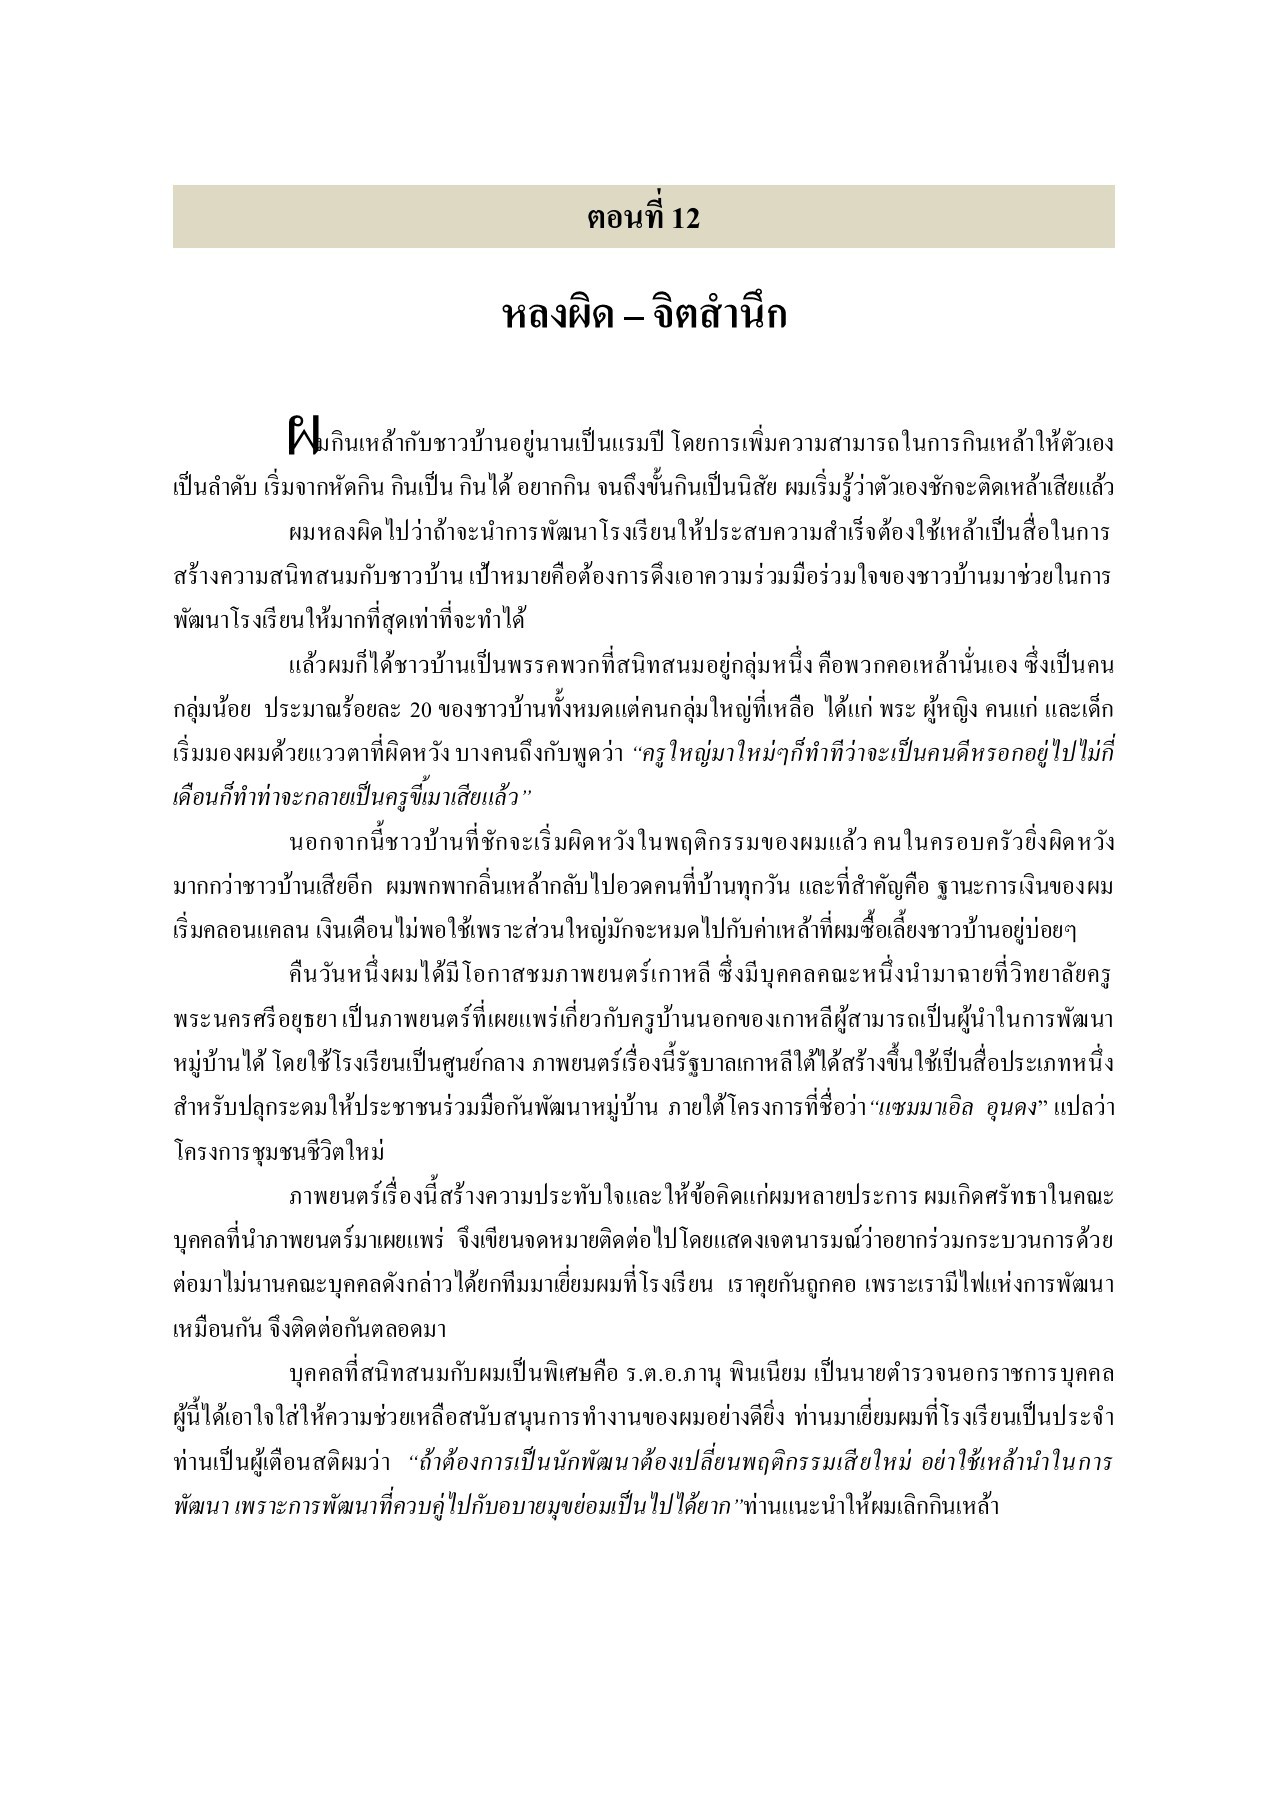 ตอนที่ 12
หลงผิด – จิตสำนึก
ผมกินเหล้ากับชาวบ้านอยู่นานเป็นแรมปี โดยการเพิ่มความสามารถในการกินเหล้าให้ตัวเอง
เป็นลำดับ เริ่มจากหัดกิน กินเป็น กินได้ อยากกิน จนถึงขั้นกินเป็นนิสัย ผมเริ่มรู้ว่าตัวเองชักจะติดเหล้าเสียแล้ว
ผมหลงผิดไปว่าถ้าจะนำการพัฒนาโรงเรียนให้ประสบความสำเร็จต้องใช้เหล้าเป็นสื่อในการ
สร้างความสนิทสนมกับชาวบ้าน เป้าหมายคือต้องการดึงเอาความร่วมมือร่วมใจของชาวบ้านมาช่วยในการ
พัฒนาโรงเรียนให้มากที่สุดเท่าที่จะทำได้
แล้วผมก็ได้ชาวบ้านเป็นพรรคพวกที่สนิทสนมอยู่กลุ่มหนึ่ง คือพวกคอเหล้านั่นเอง ซึ่งเป็นคน
กลุ่มน้อย ประมาณร้อยละ 20 ของชาวบ้านทั้งหมดแต่คนกลุ่มใหญ่ที่เหลือ ได้แก่ พระ ผู้หญิง คนแก่ และเด็ก
เริ่มมองผมด้วยแววตาที่ผิดหวัง บางคนถึงกับพูดว่า “ครูใหญ่มาใหม่ๆก็ทำทีว่าจะเป็นคนดีหรอกอยู่ไปไม่กี่
เดือนก็ทำท่าจะกลายเป็นครูขี้เมาเสียแล้ว”
นอกจากนี้ชาวบ้านที่ชักจะเริ่มผิดหวังในพฤติกรรมของผมแล้ว คนในครอบครัวยิ่งผิดหวัง
มากกว่าชาวบ้านเสียอีก ผมพกพากลิ่นเหล้ากลับไปอวดคนที่บ้านทุกวัน และที่สำคัญคือ ฐานะการเงินของผม
เริ่มคลอนแคลน เงินเดือนไม่พอใช้เพราะส่วนใหญ่มักจะหมดไปกับค่าเหล้าที่ผมซื้อเลี้ยงชาวบ้านอยู่บ่อยๆ
คืนวันหนึ่งผมได้มีโอกาสชมภาพยนตร์เกาหลี ซึ่งมีบุคคลคณะหนึ่งนำมาฉายที่วิทยาลัยครู
พระนครศรีอยุธยา เป็นภาพยนตร์ที่เผยแพร่เกี่ยวกับครูบ้านนอกของเกาหลีผู้สามารถเป็นผู้นำในการพัฒนา
หมู่บ้านได้ โดยใช้โรงเรียนเป็นศูนย์กลาง ภาพยนตร์เรื่องนี้รัฐบาลเกาหลีใต้ได้สร้างขึ้นใช้เป็นสื่อประเภทหนึ่ง
สำหรับปลุกระดมให้ประชาชนร่วมมือกันพัฒนาหมู่บ้าน ภายใต้โครงการที่ชื่อว่า“แซมมาเอิล อุนดง” แปลว่า
โครงการชุมชนชีวิตใหม่
ภาพยนตร์เรื่องนี้สร้างความประทับใจและให้ข้อคิดแก่ผมหลายประการ ผมเกิดศรัทธาในคณะ
บุคคลที่นำภาพยนตร์มาเผยแพร่ จึงเขียนจดหมายติดต่อไปโดยแสดงเจตนารมณ์ว่าอยากร่วมกระบวนการด้วย
ต่อมาไม่นานคณะบุคคลดังกล่าวได้ยกทีมมาเยี่ยมผมที่โรงเรียน เราคุยกันถูกคอ เพราะเรามีไฟแห่งการพัฒนา
เหมือนกัน จึงติดต่อกันตลอดมา
บุคคลที่สนิทสนมกับผมเป็นพิเศษคือ ร.ต.อ.ภานุ พินเนียม เป็นนายตำรวจนอกราชการบุคคล
ผู้นี้ได้เอาใจใส่ให้ความช่วยเหลือสนับสนุนการทำงานของผมอย่างดียิ่ง ท่านมาเยี่ยมผมที่โรงเรียนเป็นประจำ
ท่านเป็นผู้เตือนสติผมว่า “ถ้าต้องการเป็นนักพัฒนาต้องเปลี่ยนพฤติกรรมเสียใหม่ อย่าใช้เหล้านำในการ
พัฒนา เพราะการพัฒนาที่ควบคู่ไปกับอบายมุขย่อมเป็นไปได้ยาก”ท่านแนะนำให้ผมเลิกกินเหล้า